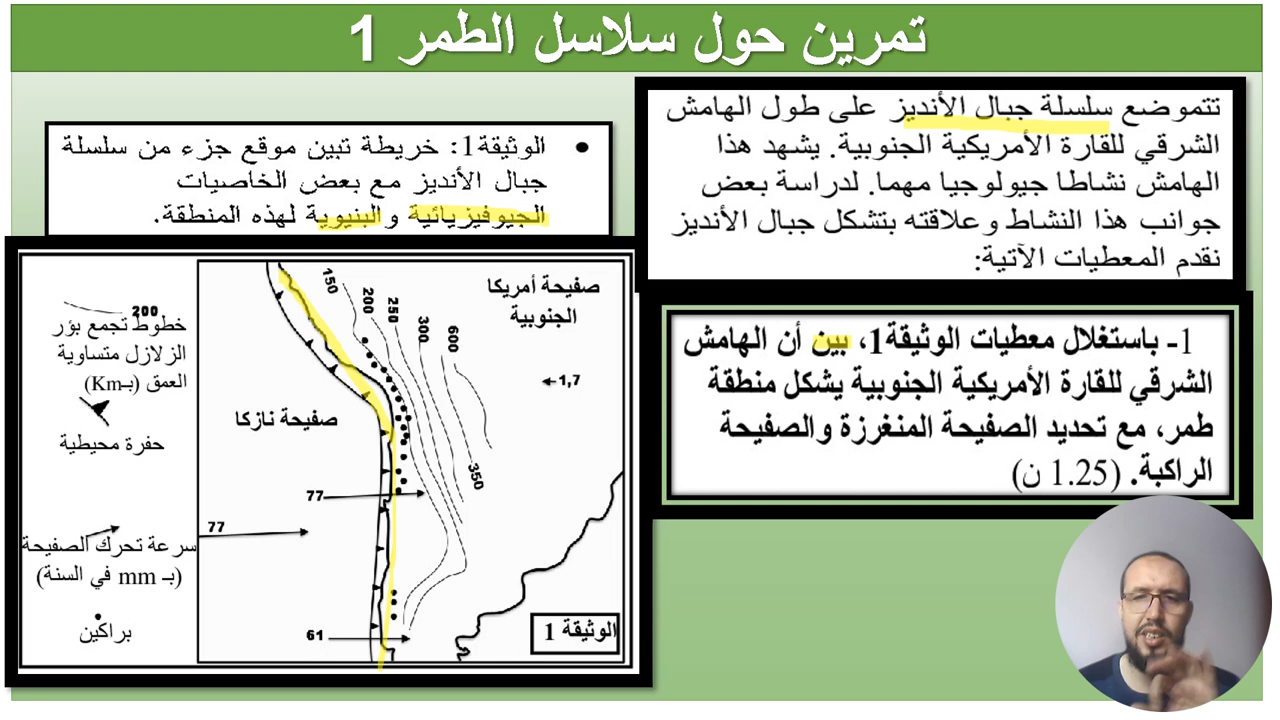 تمرين حول سلاسل الطمر 1
تتموضع سلسلة جبال الأنديز على طول الهامش
الشرقي للقارة الأمريكية الجنوبية. يشهد هذا
الهامش نشاطا جيولوجيا مهما. لدراسة بعض
جوانب هذا النشاط وعلاقته بتشكل جبال الأنديز
نقدم المعطيات الآتية:
• الوثيقة1: خريطة تبين موقع جزء من سلسلة
جبال الأنديز مع بعض الخاصيات
الجيوفيزيائية والبنيوية لهذه المنطقة.
1- باستغلال معطيات الوثيقة1، بين أن الهامش
الشرقي للقارة الأمريكية الجنوبية يشكل منطقة
طمر، مع تحديد الصفيحة المنغرزة والصفيحة
الراكبة. (1.25 ن)
صفيحة أمريكا
الجنوبية
150
200
250
300
600
1,7
صفيحة نازكا
350
77
77
61
الوثيقة 1
200
خطوط تجمع بؤر
الزلازل متساوية
العمق (بـKm)
حفرة محيطية
سرعة تحرك الصفيحة
(بـ mm في السنة)
براكين